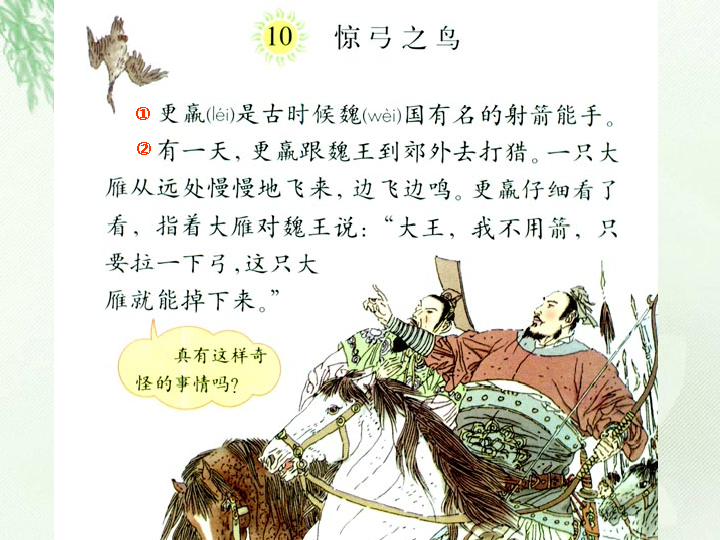 10 惊弓之鸟
① 更羸(léi)是古时候魏(wèi)国有名的射箭能手。
② 有一天，更羸跟魏王到郊外去打猎。一只大
雁从远处慢慢地飞来，边飞边鸣。更羸仔细看了
看，指着大雁对魏王说：“大王，我不用箭，只
要拉一下弓，这只大
雁就能掉下来。”
真有这样奇
怪的事情吗？